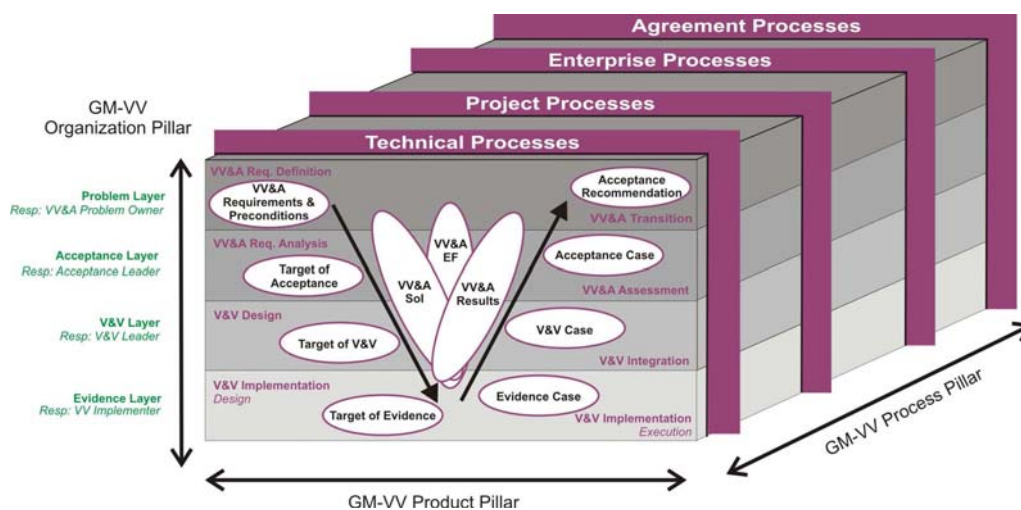 Agreement Processes
Enterprise Processes
Project Processes
Technical Processes
GM-VV
Organization Pillar
Problem Layer
Resp: VV&A Problem Owner
Acceptance Layer
Resp: Acceptance Leader
V&V Layer
Resp: V&V Leader
Evidence Layer
Resp: VV Implementer
VV&A Req. Definition
VV&A
Requirements &
Preconditions
Acceptance
Recommendation
VV&A Transition
VV&A Req. Analysis
Target of
Acceptance
VV&A
Sol
VV&A
EF
VV&A
Results
Acceptance Case
VV&A Assessment
V&V Design
Target of V&V
V&V Case
V&V Integration
V&V Implementation
Design
Target of Evidence
Evidence Case
V&V Implementation
Execution
GM-VV Product Pillar
GM-VV Process Pillar